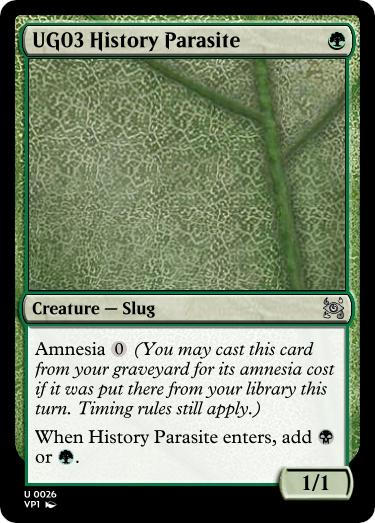 UG03 History Parasite
Creature — Slug
Amnesia 0 (You may cast this card
from your graveyard for its amnesia cost
if it was put there from your library this
turn. Timing rules still apply.)
When History Parasite enters, add
or .
1/1
U 0026
VP1